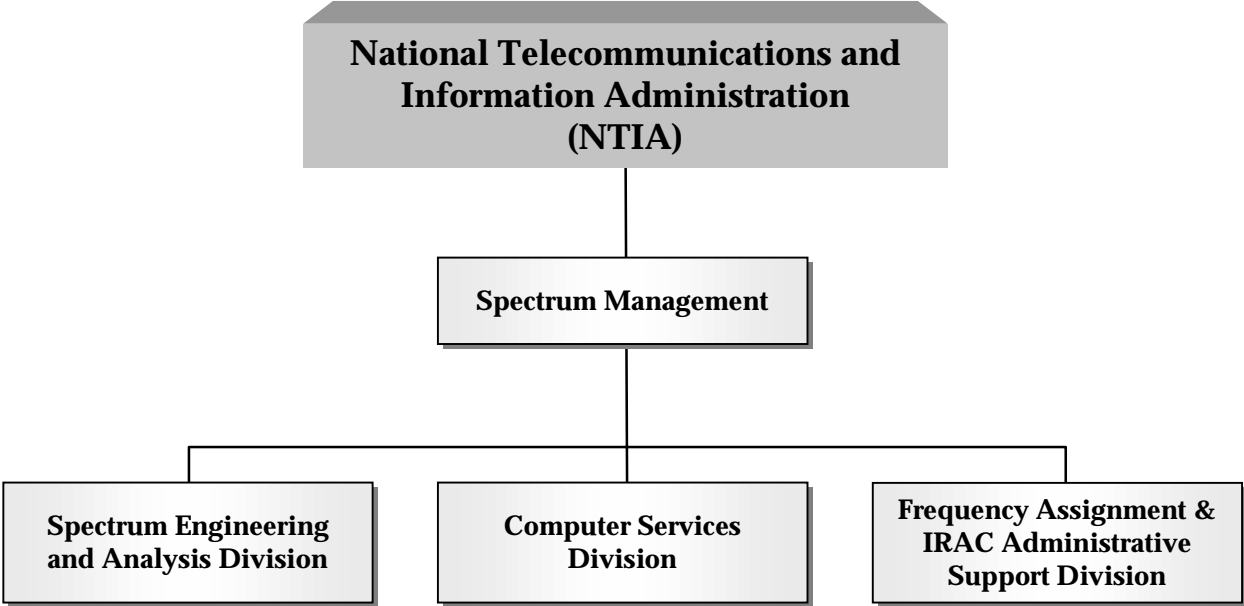 National Telecommunications and
Information Administration
(NTIA)
Spectrum Management
Spectrum Engineering
and Analysis Division
Computer Services
Division
Frequency Assignment &
IRAC Administrative
Support Division